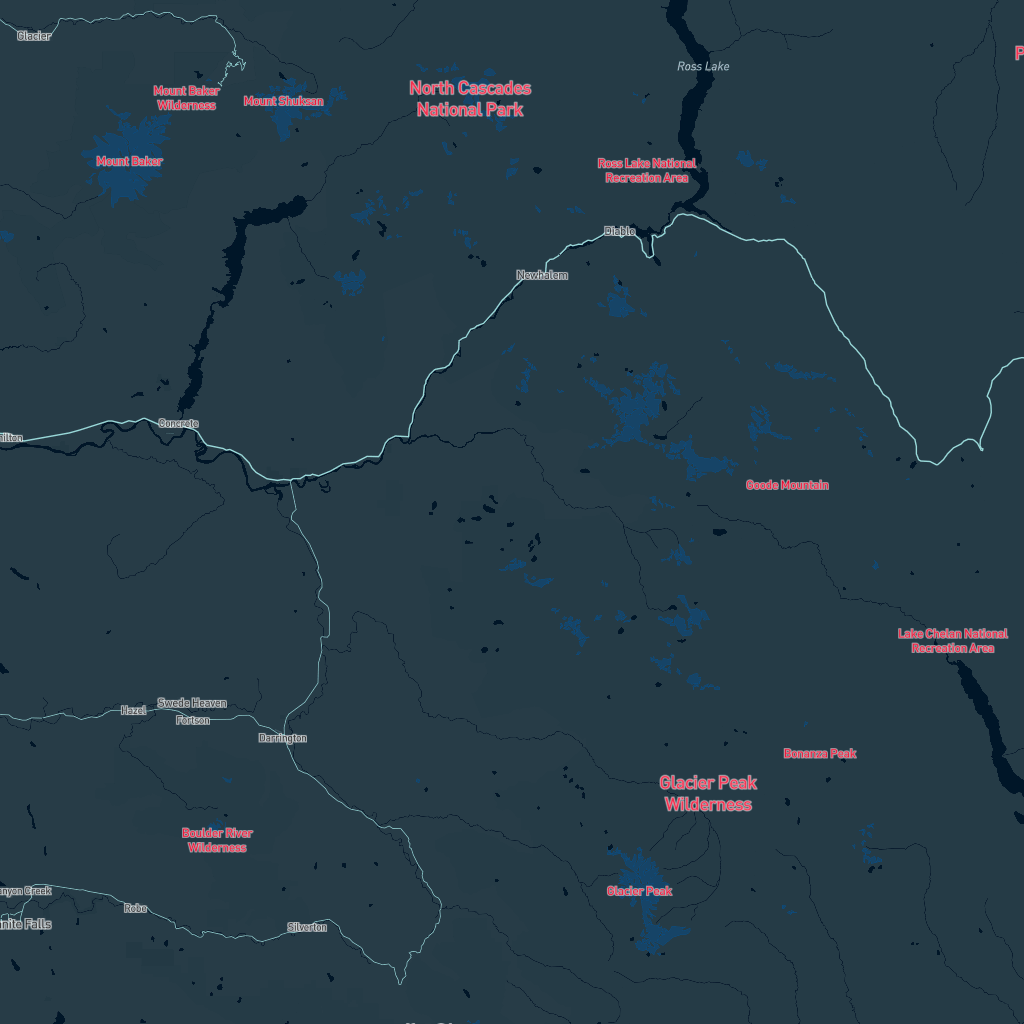 Glacier
Ross Lake
Mount Baker
Wilderness
Mount Shuksan
North Cascades
National Park
Mount Baker
Ross Lake National
Recreation Area
Diablo
Newhalem
Concrete
Goode Mountain
Lake Chelan National
Recreation Area
Swede Heaven
Hazel
Fortson
Darrington
Bonanza Peak
Glacier Peak
Wilderness
Boulder River
Wilderness
Glacier Peak
Creek
Robe
Falls
Silverton